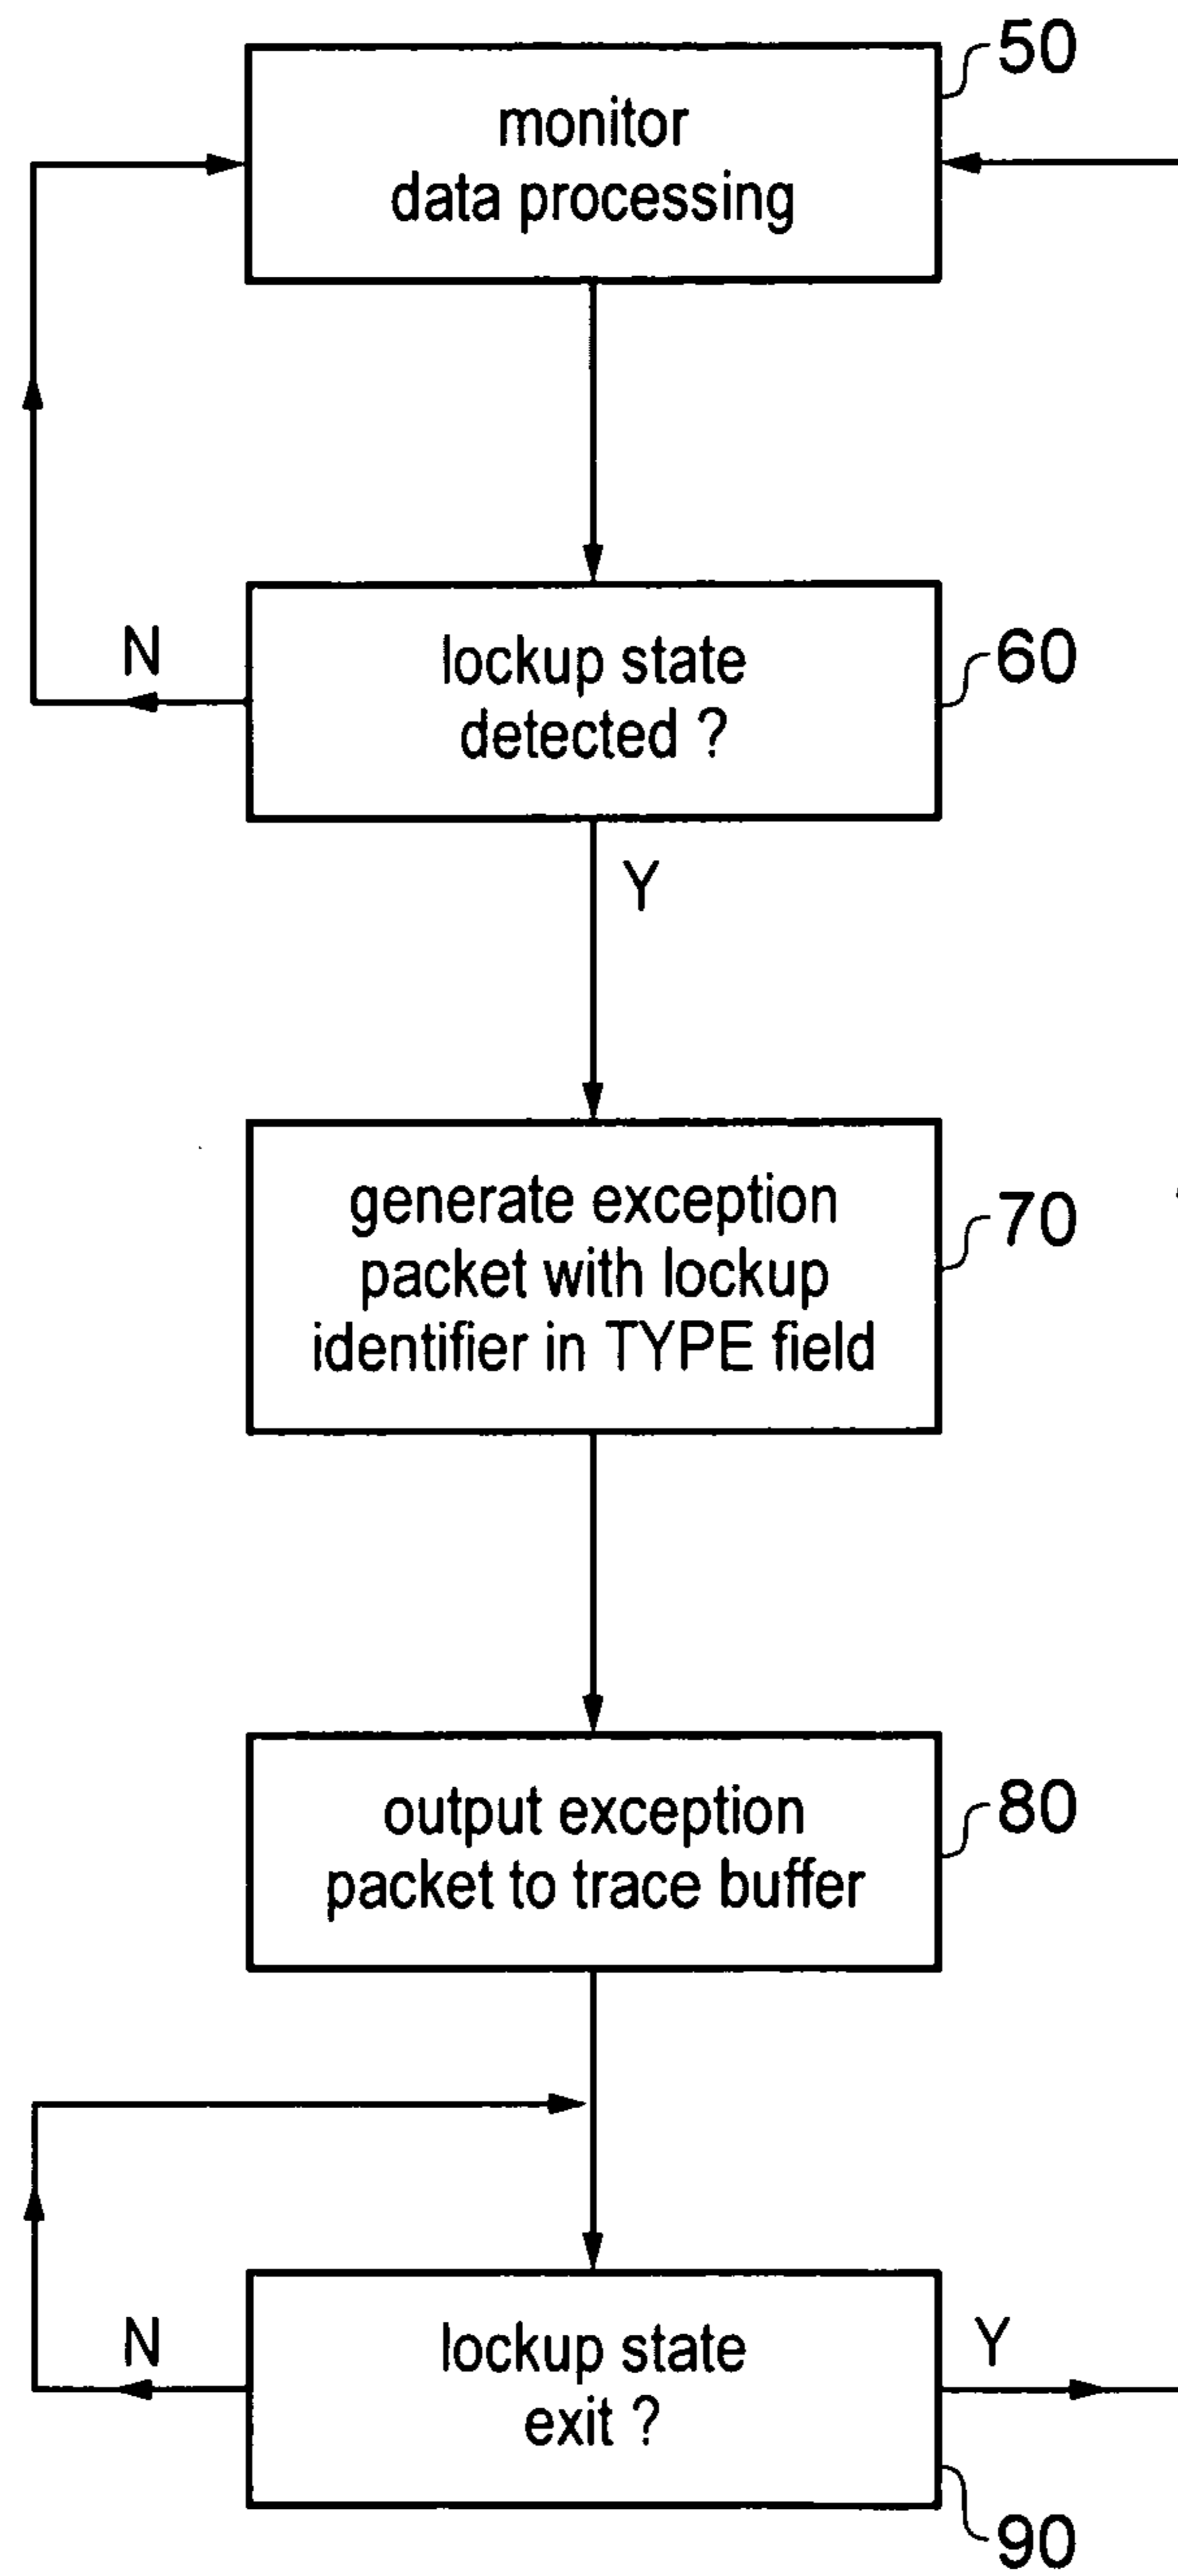 50
monitor
data processing
N
lockup state
detected ?
60
Y
generate exception
packet with lockup
identifier in TYPE field
70
output exception
packet to trace buffer
80
N
lockup state
exit ?
Y
90